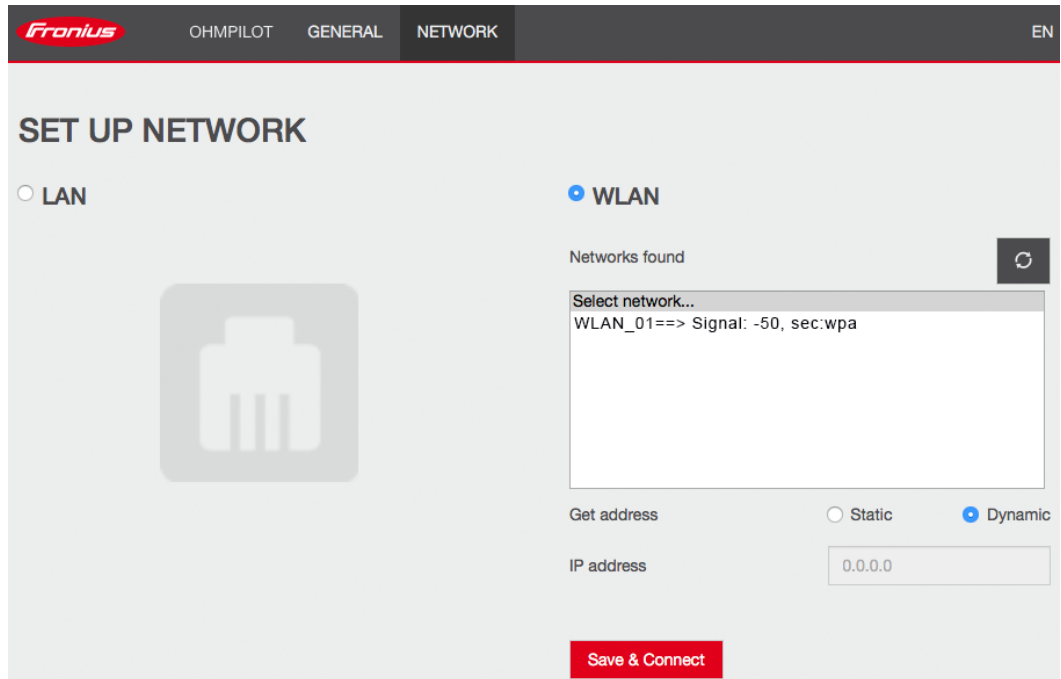 Fronius OHMPILOT GENERAL NETWORK EN
SET UP NETWORK
LAN
WLAN
Networks found
Select network...
WLAN_01==> Signal: -50, sec:wpa
Get address Static Dynamic
IP address 0.0.0.0
Save & Connect